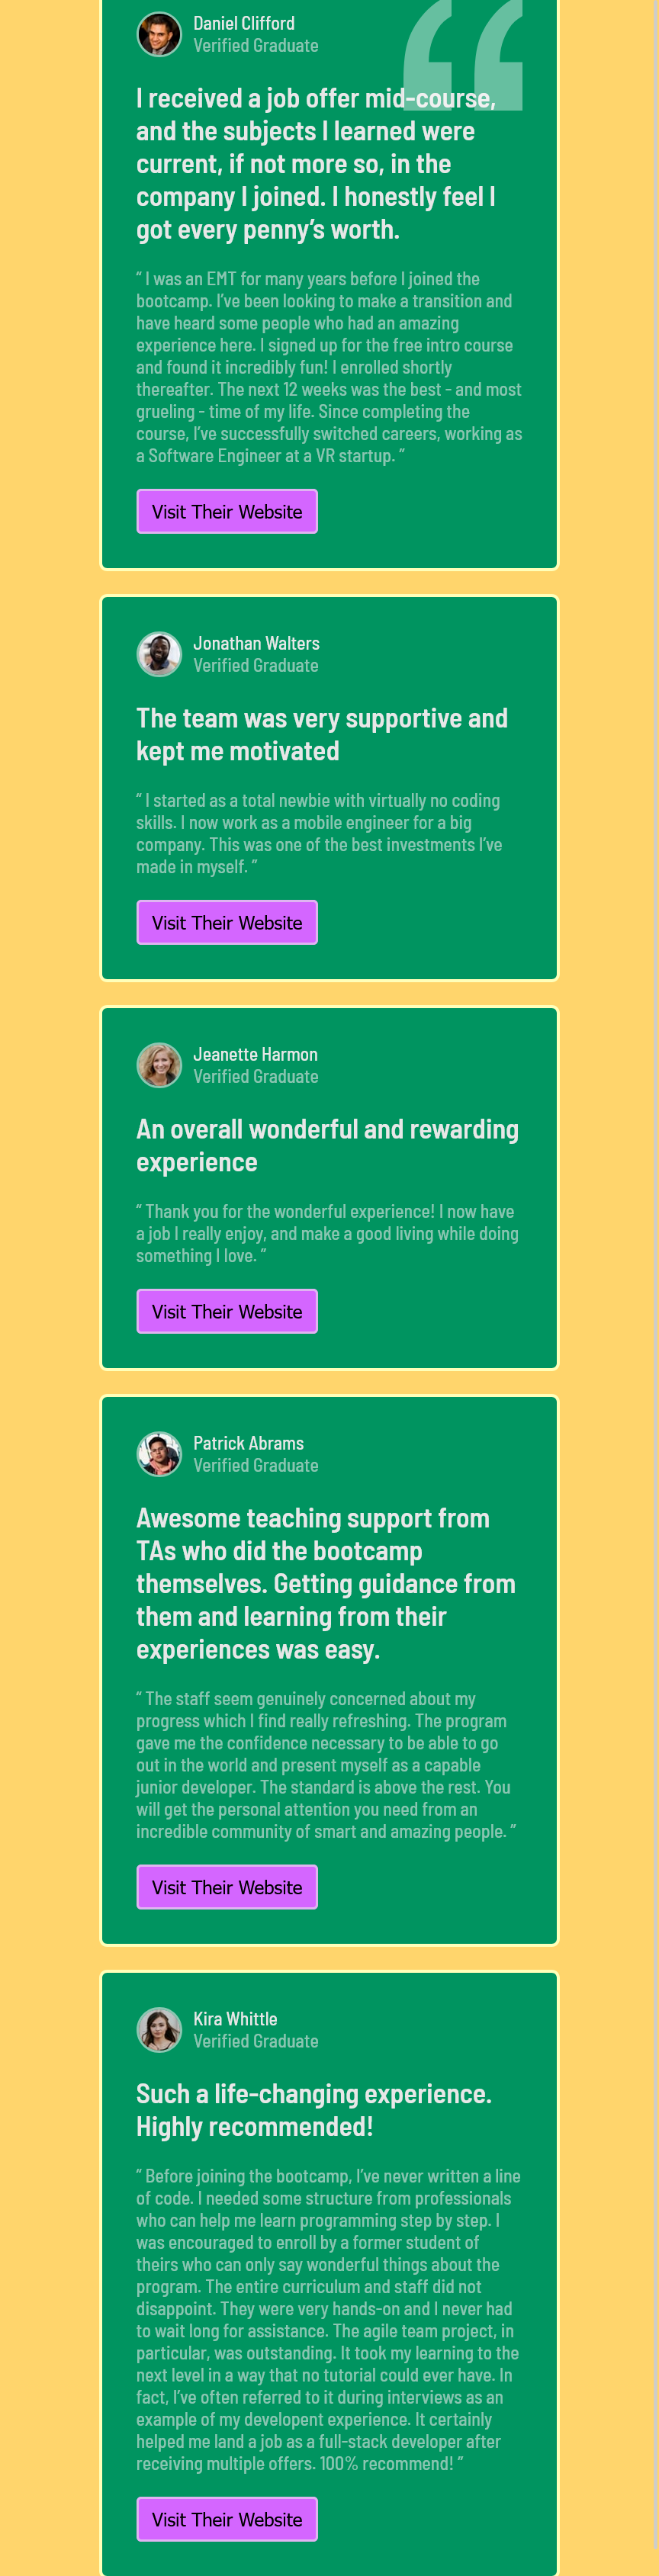 Daniel Clifford
Verified Graduate
I received a job offer mid-course,
and the subjects I learned were
current, if not more so, in the
company I joined. I honestly feel I
got every penny’s worth.
“ I was an EMT for many years before I joined the
bootcamp. I’ve been looking to make a transition and
have heard some people who had an amazing
experience here. I signed up for the free intro course
and found it incredibly fun! I enrolled shortly
thereafter. The next 12 weeks was the best - and most
grueling - time of my life. Since completing the
course, I’ve successfully switched careers, working as
a Software Engineer at a VR startup. ”
Visit Their Website
Jonathan Walters
Verified Graduate
The team was very supportive and
kept me motivated
“ I started as a total newbie with virtually no coding
skills. I now work as a mobile engineer for a big
company. This was one of the best investments I’ve
made in myself. ”
Visit Their Website
Jeanette Harmon
Verified Graduate
An overall wonderful and rewarding
experience
“ Thank you for the wonderful experience! I now have
a job I really enjoy, and make a good living while doing
something I love. ”
Visit Their Website
Patrick Abrams
Verified Graduate
Awesome teaching support from
TAs who did the bootcamp
themselves. Getting guidance from
them and learning from their
experiences was easy.
“ The staff seem genuinely concerned about my
progress which I find really refreshing. The program
gave me the confidence necessary to be able to go
out in the world and present myself as a capable
junior developer. The standard is above the rest. You
will get the personal attention you need from an
incredible community of smart and amazing people. ”
Visit Their Website
Kira Whittle
Verified Graduate
Such a life-changing experience.
Highly recommended!
“ Before joining the bootcamp, I’ve never written a line
of code. I needed some structure from professionals
who can help me learn programming step by step. I
was encouraged to enroll by a former student of
theirs who can only say wonderful things about the
program. The entire curriculum and staff did not
disappoint. They were very hands-on and I never had
to wait long for assistance. The agile team project, in
particular, was outstanding. It took my learning to the
next level in a way that no tutorial could ever have. In
fact, I’ve often referred to it during interviews as an
example of my developent experience. It certainly
helped me land a job as a full-stack developer after
receiving multiple offers. 100% recommend! ”
Visit Their Website